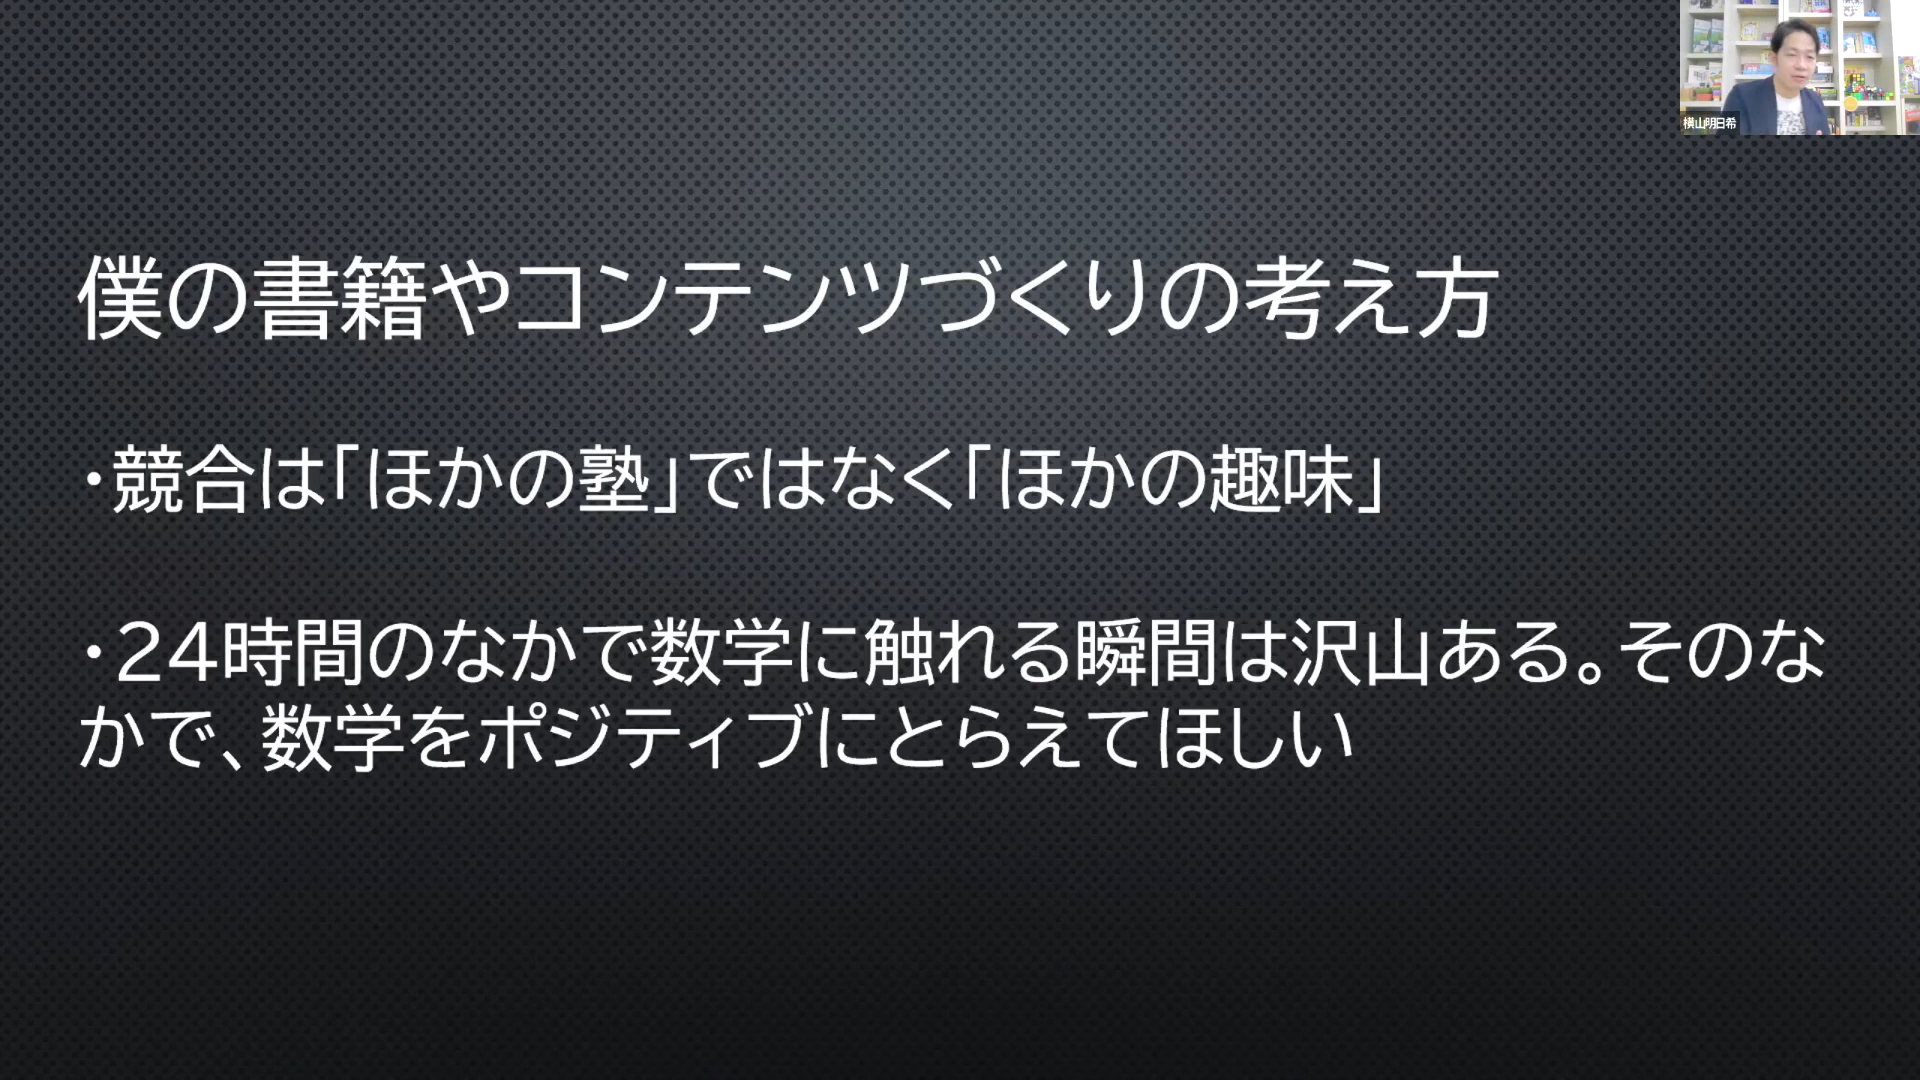 横山明日希
僕の書籍やコンテンツづくりの考え方
・競合は「ほかの塾」ではなく「ほかの趣味」
・24時間のなかで数学に触れる瞬間は沢山ある。そのな
かで、数学をポジティブにとらえてほしい